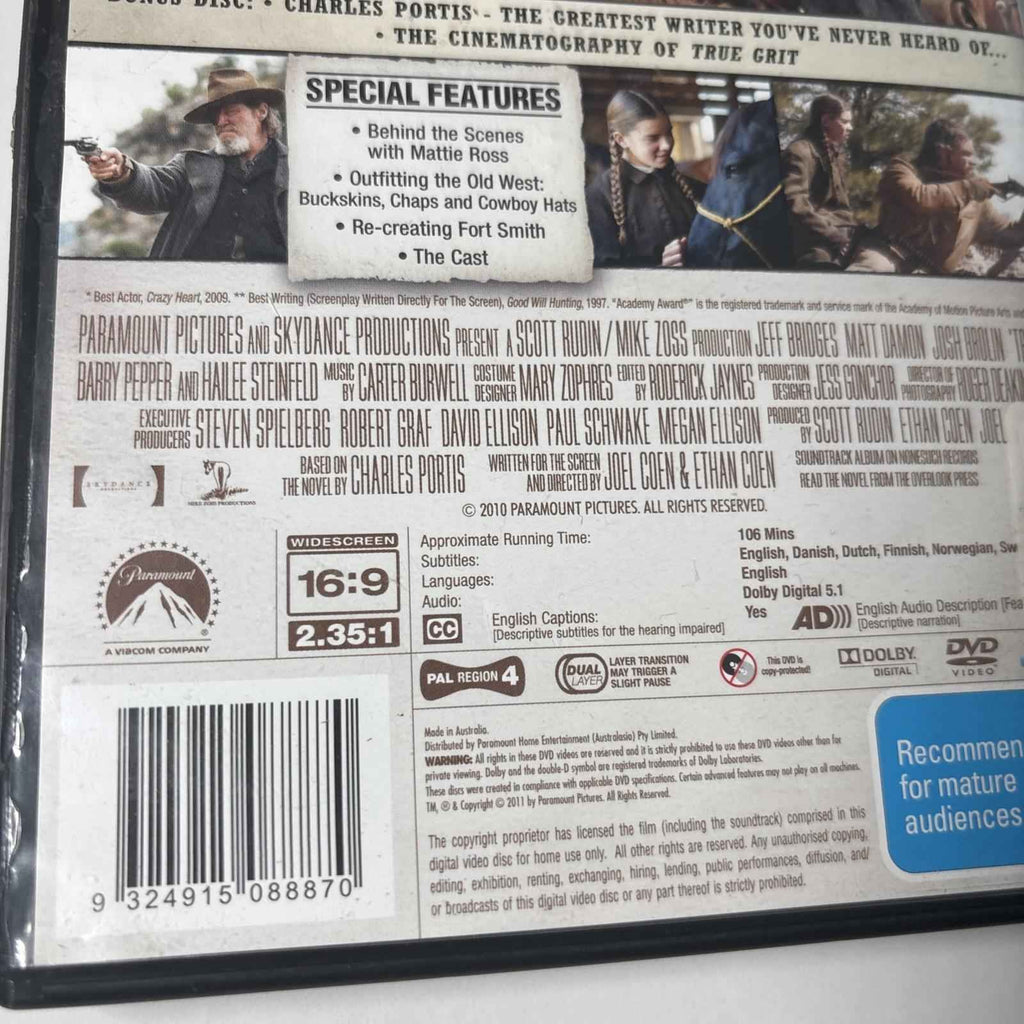 BONUS DISC: • CHARLES PORTIS - THE GREATEST WRITER YOU'VE NEVER HEARD OF...
• THE CINEMATOGRAPHY OF TRUE GRIT
SPECIAL FEATURES
• Behind the Scenes
with Mattie Ross
• Outfitting the Old West:
Buckskins, Chaps and Cowboy Hats
• Re-creating Fort Smith
• The Cast
* Best Actor, Crazy Heart, 2009. ** Best Writing (Screenplay Written Directly For The Screen), Good Will Hunting, 1997. "Academy Award®" is the registered trademark and service mark of the Academy of Motion Picture Arts and
PARAMOUNT PICTURES AND SKYDANCE PRODUCTIONS PRESENT A SCOTT RUDIN / MIKE ZOSS PRODUCTION JEFF BRIDGES MATT DAMON JOSH BROLIN
BARRY PEPPER AND HAILEE STEINFELD MUSIC BY CARTER BURWELL COSTUME DESIGNER MARY ZOPHRES EDITED BY RODERICK JAYNES PRODUCTION DESIGNER JESS GONCHOR DIRECTOR OF PHOTOGRAPHY ROGER DEAKI
EXECUTIVE PRODUCERS STEVEN SPIELBERG ROBERT GRAF DAVID ELLISON PAUL SCHWAKE MEGAN ELLISON PRODUCED BY SCOTT RUDIN ETHAN COEN JOEL
SKYDANCE PRODUCTIONS
MIKE ZOSS PRODUCTIONS
BASED ON THE NOVEL BY CHARLES PORTIS WRITTEN FOR THE SCREEN AND DIRECTED BY JOEL COEN & ETHAN COEN
SOUNDTRACK ALBUM ON NONESUCH RECORDS
READ THE NOVEL FROM THE OVERLOOK PRESS
© 2010 PARAMOUNT PICTURES. ALL RIGHTS RESERVED.
Paramount
®
A VIACOM COMPANY
WIDESCREEN
16:9
2.35:1
Approximate Running Time: 106 Mins
Subtitles: English, Danish, Dutch, Finnish, Norwegian, Sw
Languages: English
Audio: Dolby Digital 5.1
CC English Captions: Yes
[Descriptive subtitles for the hearing impaired]
AD))) English Audio Description [Fea
[Descriptive narration]
PAL REGION 4
DUAL LAYER
LAYER TRANSITION
MAY TRIGGER A
SLIGHT PAUSE
This DVD is
copy-protected!
DOLBY
DIGITAL
DVD
VIDEO
Made in Australia.
Distributed by Paramount Home Entertainment (Australasia) Pty Limited.
WARNING: All rights in these DVD videos are reserved and it is strictly prohibited to use these DVD videos other than for
private viewing. Dolby and the double-D symbol are registered trademarks of Dolby Laboratories.
These discs were created in compliance with applicable DVD specifications. Certain advanced features may not play on all machines.
TM, ® & Copyright © 2011 by Paramount Pictures. All Rights Reserved.
The copyright proprietor has licensed the film (including the soundtrack) comprised in this
digital video disc for home use only. All other rights are reserved. Any unauthorised copying,
editing, exhibition, renting, exchanging, hiring, lending, public performances, diffusion, and/
or broadcasts of this digital video disc or any part thereof is strictly prohibited.
Recommen
for mature
audiences
9 324915 088870